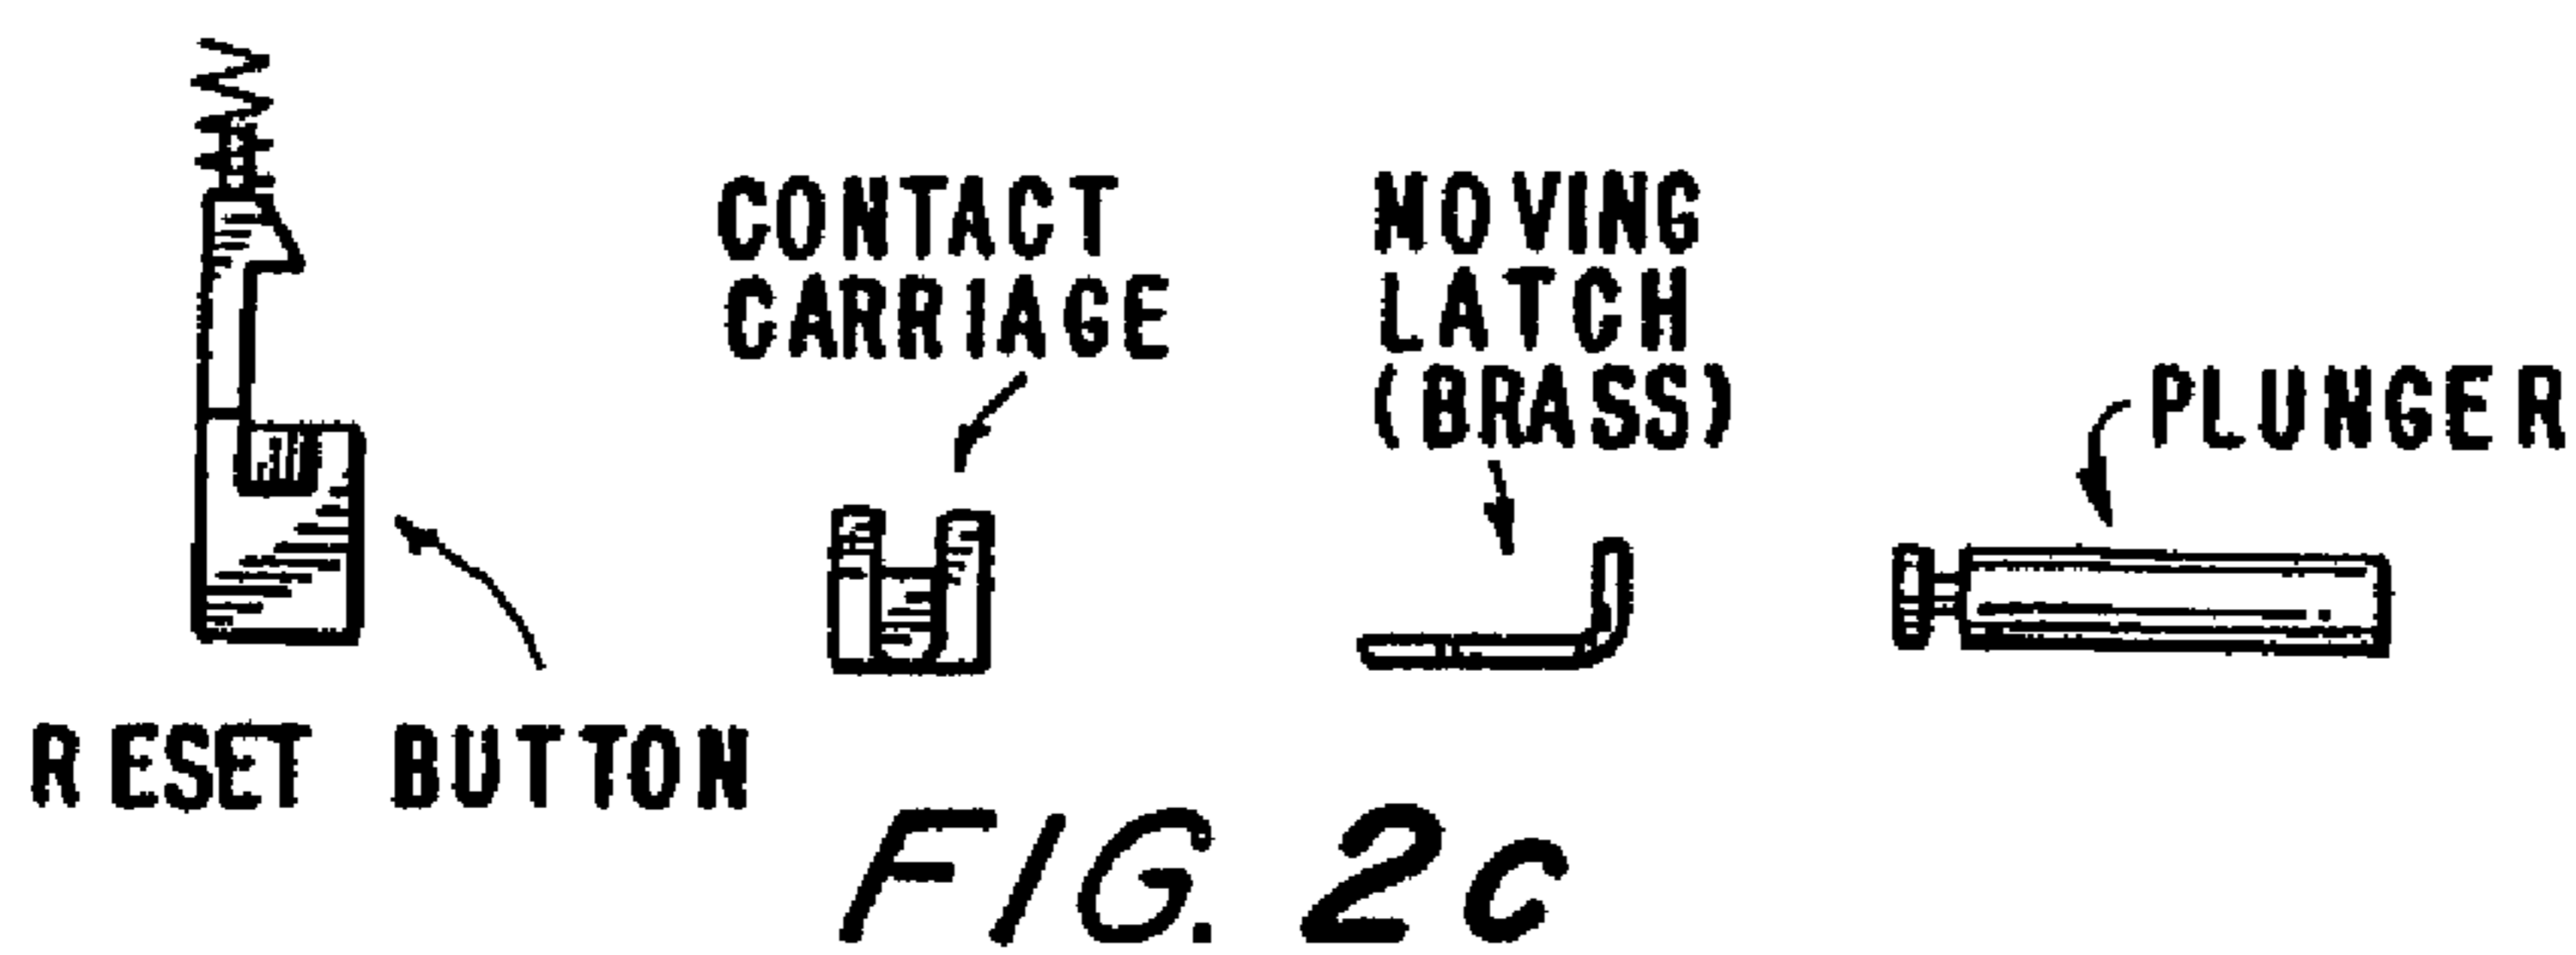 CONTACT
CARRIAGE
MOVING
LATCH
(BRASS)
PLUNGER
RESET BUTTON
FIG. 2c